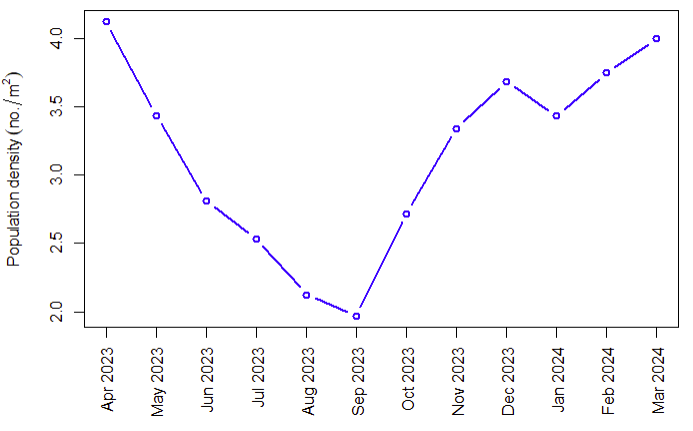 Population density (no./m²)
4.0
3.5
3.0
2.5
2.0
Apr 2023
May 2023
Jun 2023
Jul 2023
Aug 2023
Sep 2023
Oct 2023
Nov 2023
Dec 2023
Jan 2024
Feb 2024
Mar 2024